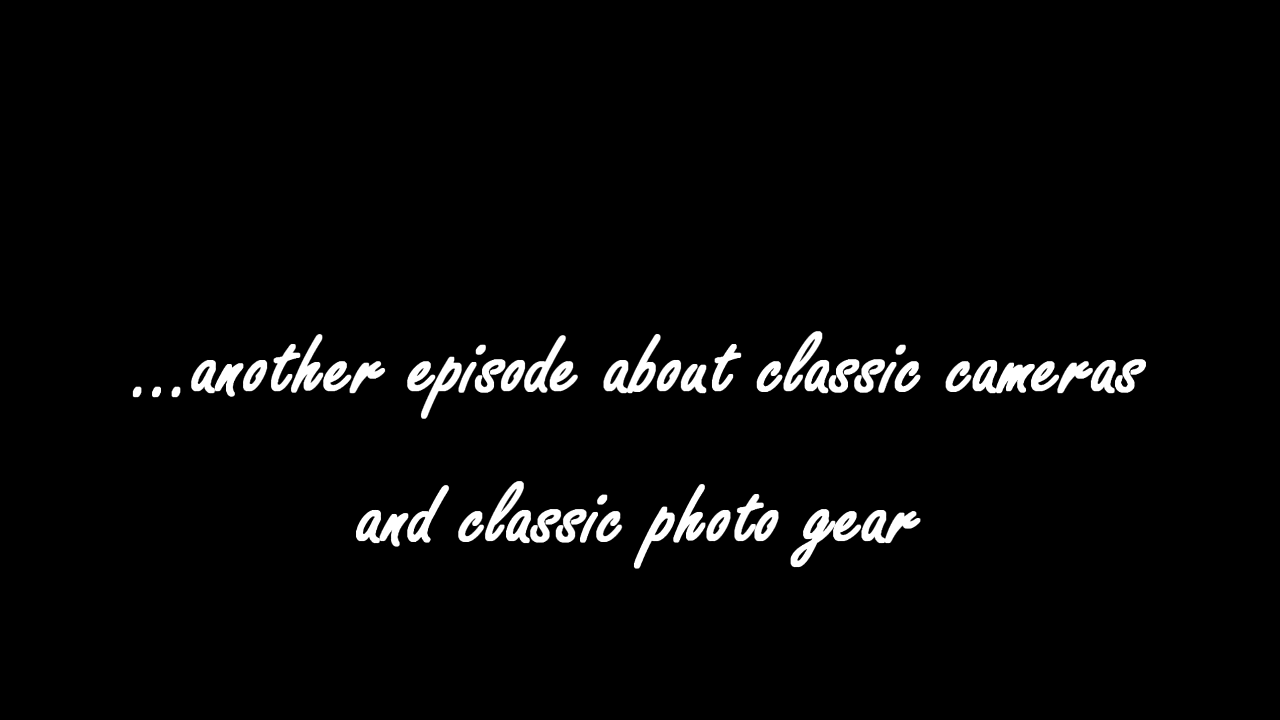 ...another episode about classic cameras
and classic photo gear